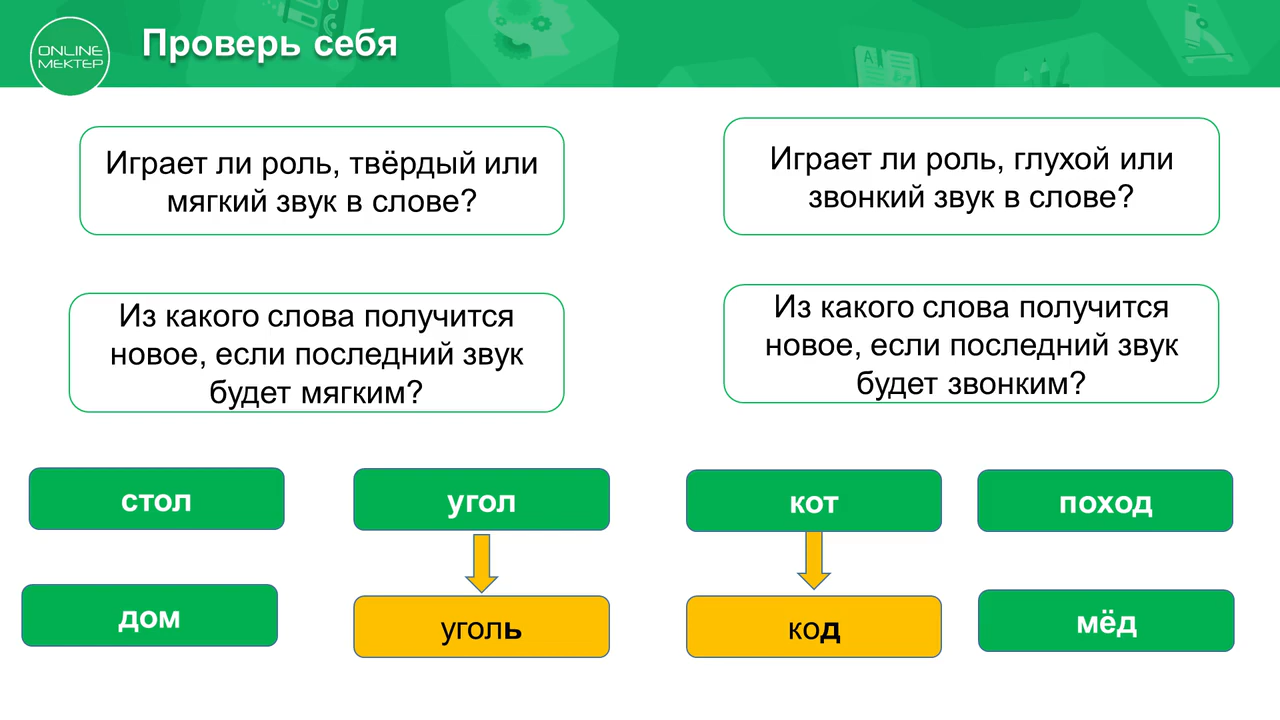 ONLINE
МЕКТЕР
Проверь себя
Играет ли роль, твёрдый или
мягкий звук в слове?
Играет ли роль, глухой или
звонкий звук в слове?
Из какого слова получится
новое, если последний звук
будет мягким?
Из какого слова получится
новое, если последний звук
будет звонким?
стол
угол
кот
поход
дом
уголь
код
мёд